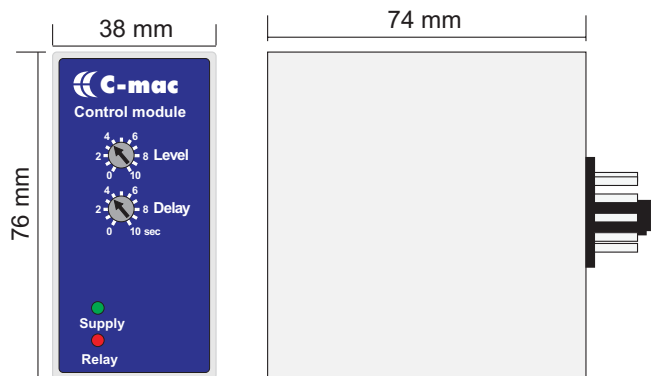 38 mm
74 mm
76 mm
C-mac
Control module
4 6
2 8 Level
0 10
4 6
2 8 Delay
0 10 sec
Supply
Relay